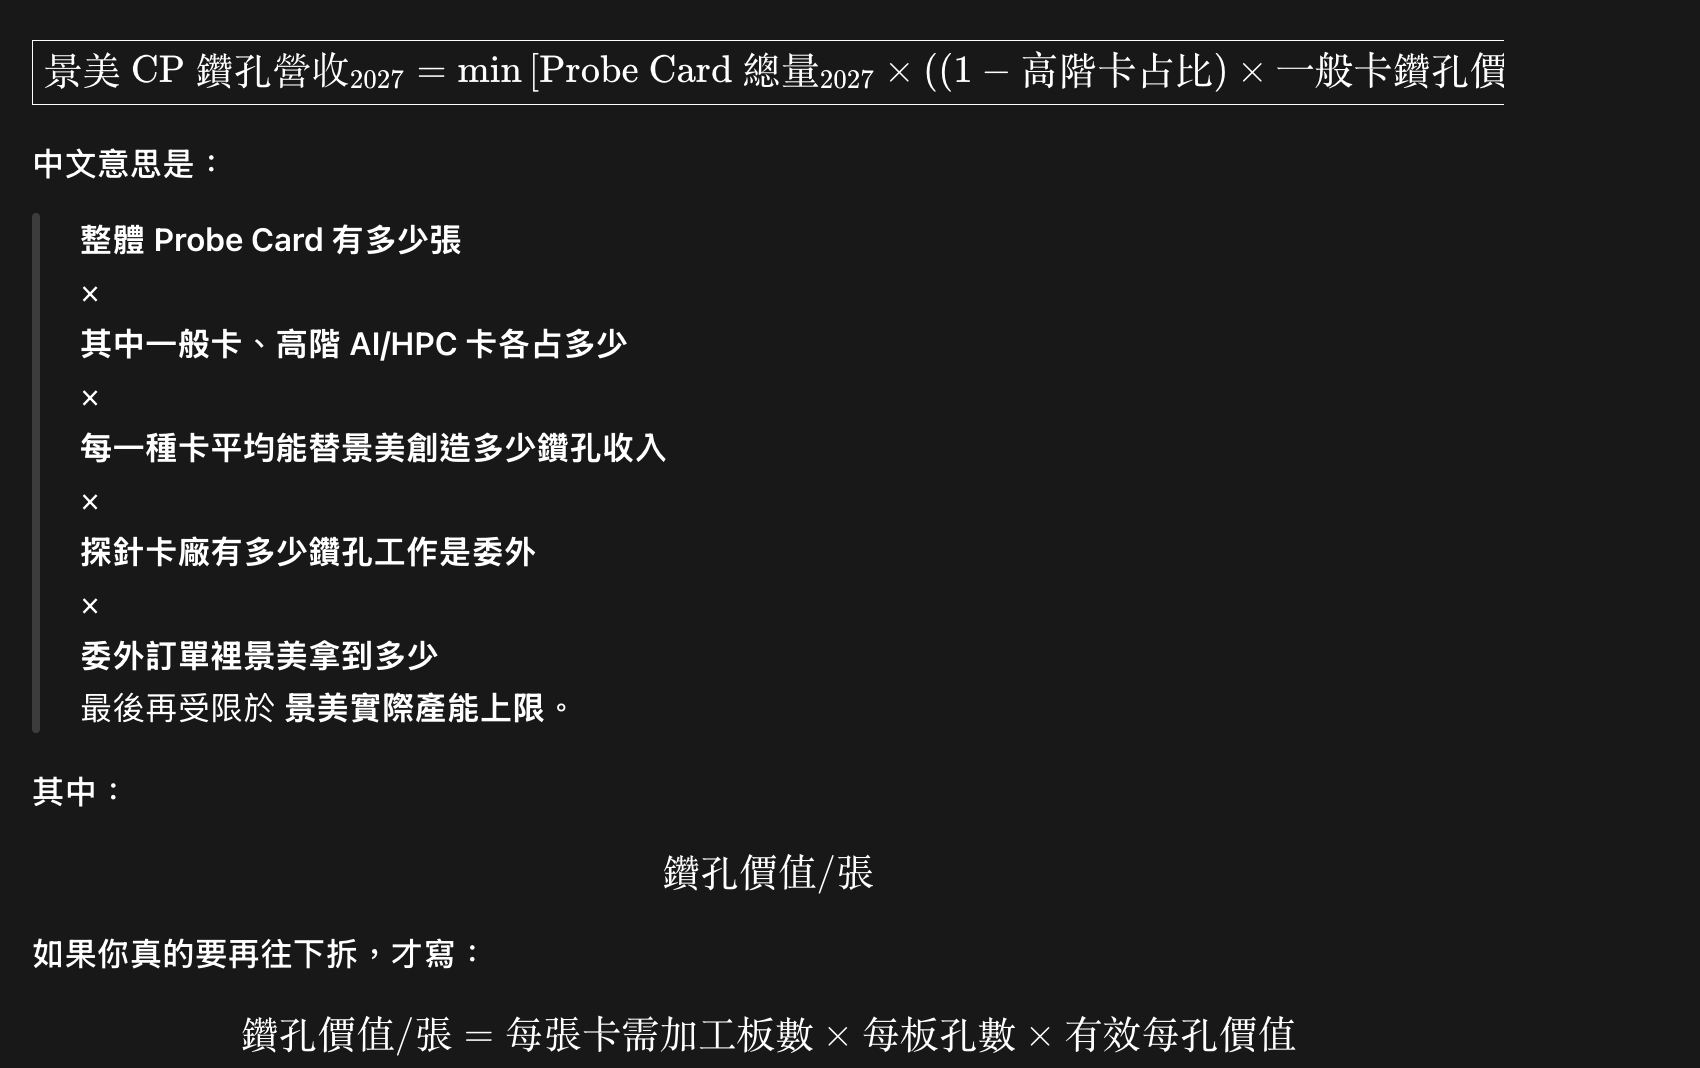 景美 CP 鑽孔營收2027 = min [Probe Card 總量2027 × ((1 − 高階卡占比) × 一般卡鑽孔價
中文意思是：
整體 Probe Card 有多少張
×
其中一般卡、高階 AI/HPC 卡各占多少
×
每一種卡平均能替景美創造多少鑽孔收入
×
探針卡廠有多少鑽孔工作是委外
×
委外訂單裡景美拿到多少
最後再受限於 景美實際產能上限。
其中：
鑽孔價值/張
如果你真的要再往下拆，才寫：
鑽孔價值/張 = 每張卡需加工板數 × 每板孔數 × 有效每孔價值